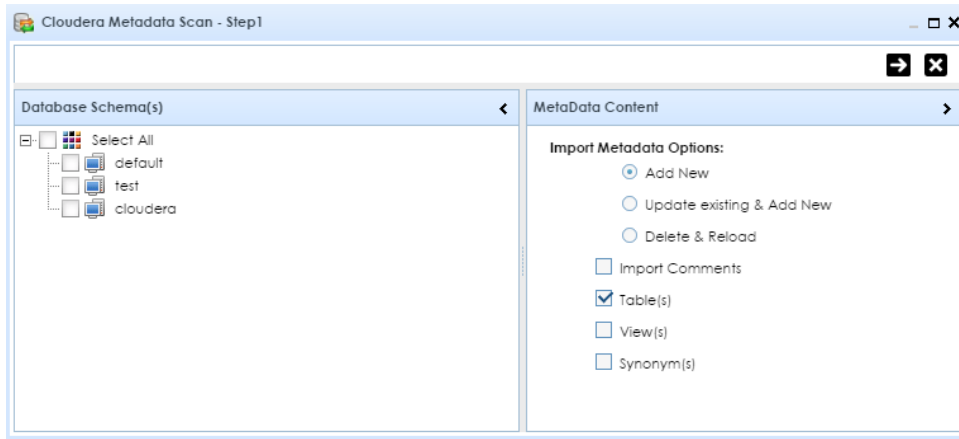 Cloudera Metadata Scan - Step1
Database Schema(s)
Select All
default
test
cloudera
MetaData Content
Import Metadata Options:
Add New
Update existing & Add New
Delete & Reload
Import Comments
Table(s)
View(s)
Synonym(s)